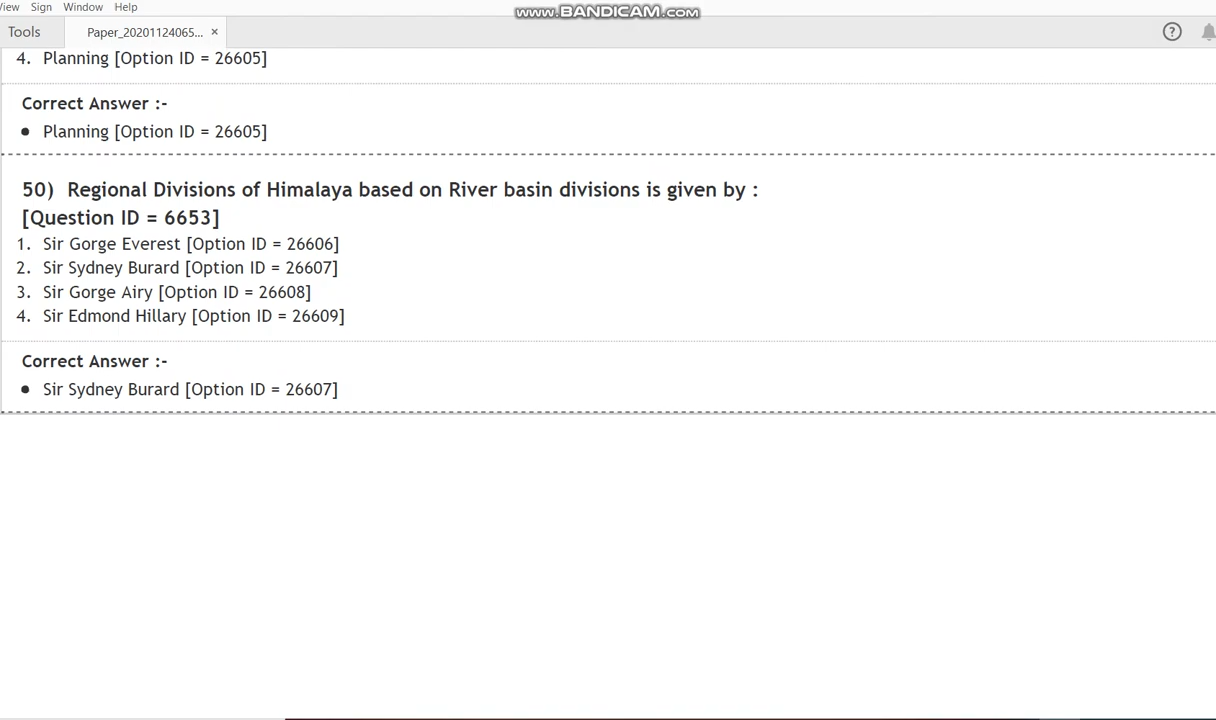 View Sign Window Help
www.BANDICAM.com
Tools Paper_20201124065... × ?
4. Planning [Option ID = 26605]
Correct Answer :-
• Planning [Option ID = 26605]
50) Regional Divisions of Himalaya based on River basin divisions is given by :
[Question ID = 6653]
1. Sir Gorge Everest [Option ID = 26606]
2. Sir Sydney Burard [Option ID = 26607]
3. Sir Gorge Airy [Option ID = 26608]
4. Sir Edmond Hillary [Option ID = 26609]
Correct Answer :-
• Sir Sydney Burard [Option ID = 26607]